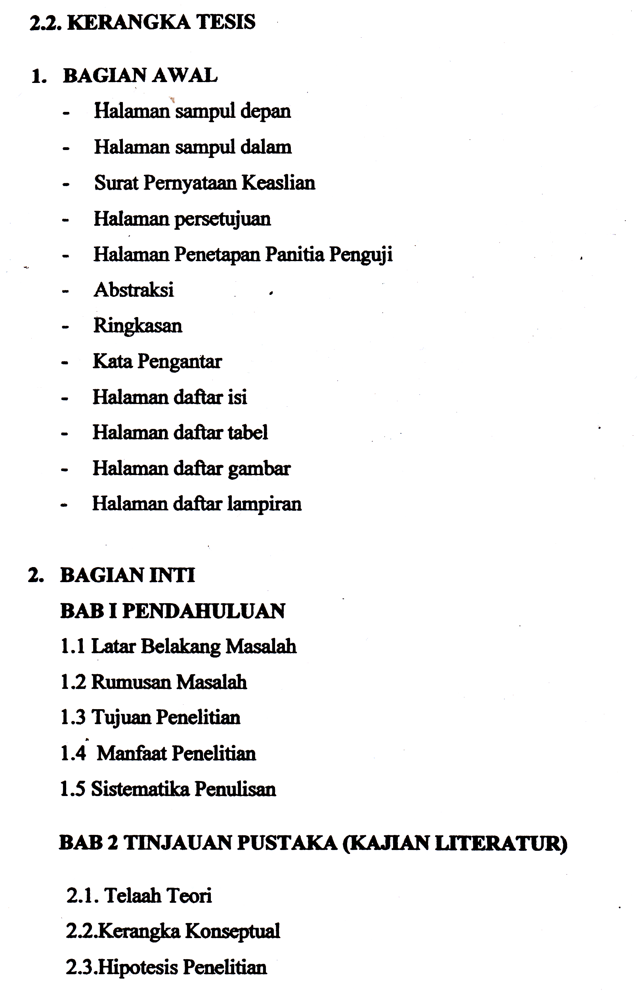 2.2. KERANGKA TESIS
1. BAGIAN AWAL
- Halaman sampul depan
- Halaman sampul dalam
- Surat Pernyataan Keaslian
- Halaman persetujuan
- Halaman Penetapan Panitia Penguji
- Abstraksi
- Ringkasan
- Kata Pengantar
- Halaman daftar isi
- Halaman daftar tabel
- Halaman daftar gambar
- Halaman daftar lampiran
2. BAGIAN INTI
BAB I PENDAHULUAN
1.1 Latar Belakang Masalah
1.2 Rumusan Masalah
1.3 Tujuan Penelitian
1.4 Manfaat Penelitian
1.5 Sistematika Penulisan
BAB 2 TINJAUAN PUSTAKA (KAJIAN LITERATUR)
2.1. Telaah Teori
2.2.Kerangka Konseptual
2.3.Hipotesis Penelitian